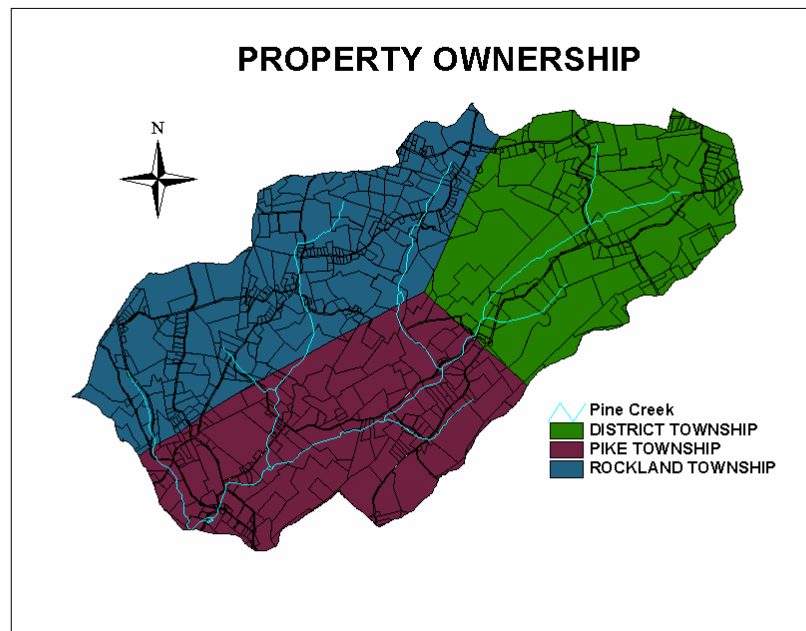 PROPERTY OWNERSHIP
N
Pine Creek
DISTRICT TOWNSHIP
PIKE TOWNSHIP
ROCKLAND TOWNSHIP